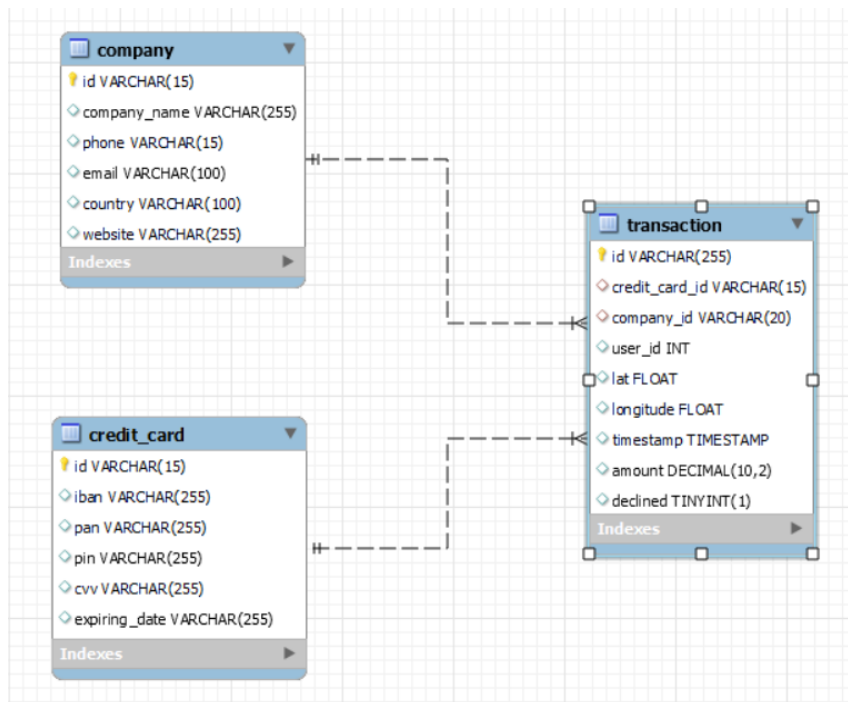 company
id VARCHAR(15)
company_name VARCHAR(255)
phone VARCHAR(15)
email VARCHAR(100)
country VARCHAR(100)
website VARCHAR(255)
Indexes
transaction
id VARCHAR(255)
credit_card_id VARCHAR(15)
company_id VARCHAR(20)
user_id INT
lat FLOAT
longitude FLOAT
timestamp TIMESTAMP
amount DECIMAL(10,2)
declined TINYINT(1)
Indexes
credit_card
id VARCHAR(15)
iban VARCHAR(255)
pan VARCHAR(255)
pin VARCHAR(255)
cvv VARCHAR(255)
expiring_date VARCHAR(255)
Indexes